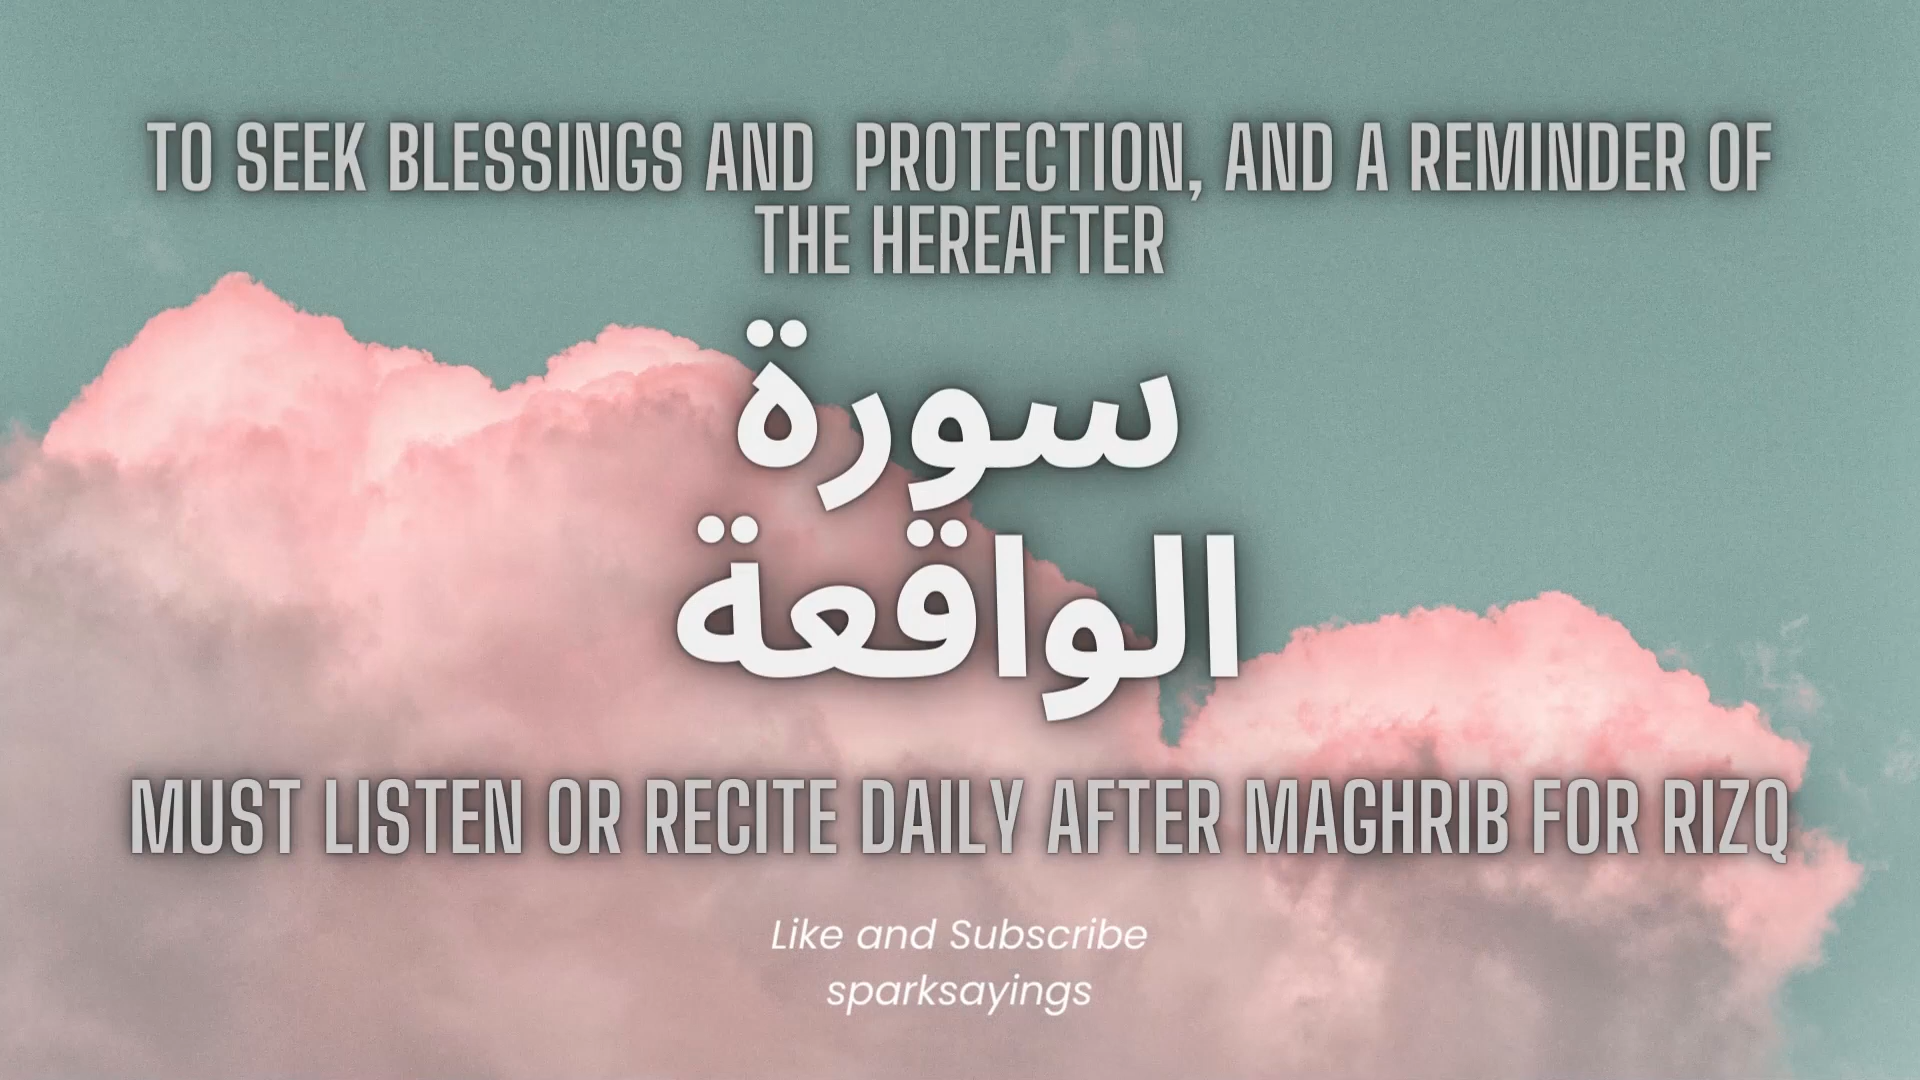 TO SEEK BLESSINGS AND  PROTECTION, AND A REMINDER OF
THE HEREAFTER
سورة
الواقعة
MUST LISTEN OR RECITE DAILY AFTER MAGHRIB FOR RIZQ
Like and Subscribe
sparksayings